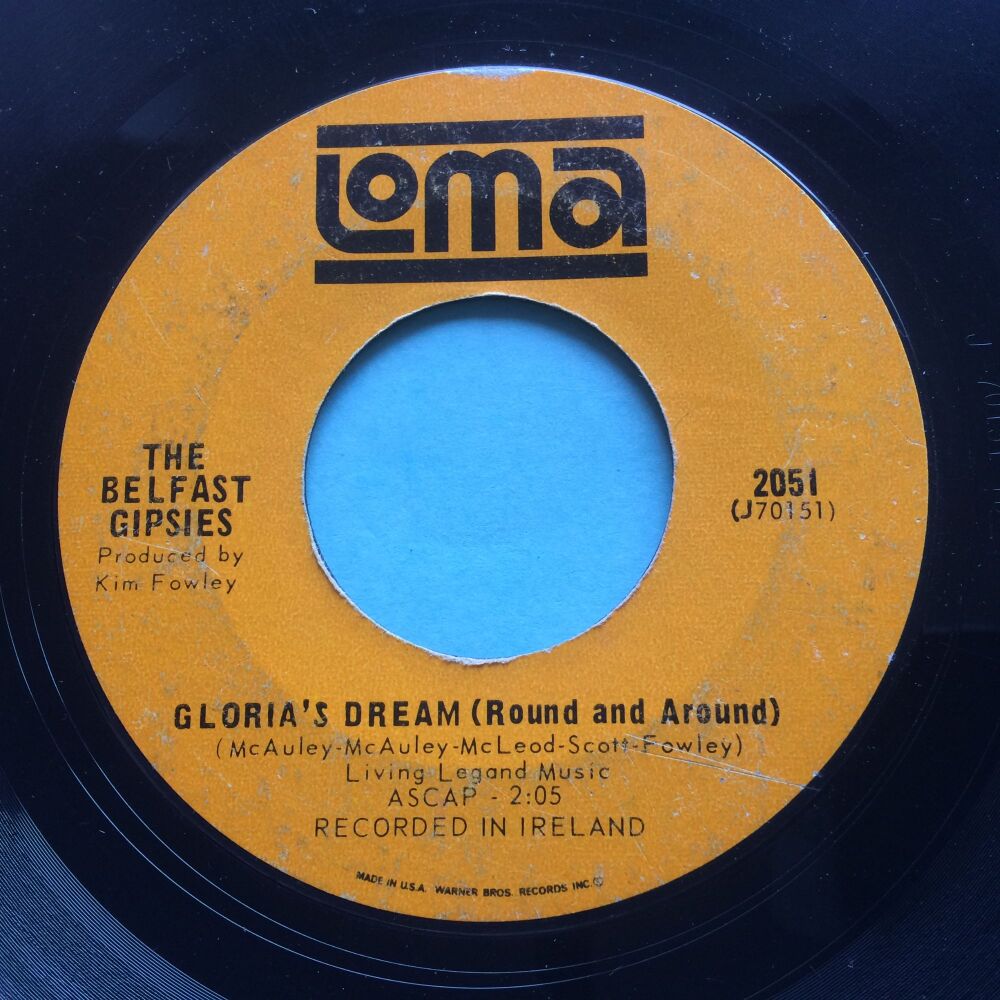 Loma
THE
BELFAST
GIPSIES
Produced by
Kim Fowley
2051
(J70151)
GLORIA'S DREAM (Round and Around)
(McAuley-McAuley-McLeod-Scott-Fowley)
Living Legand Music
ASCAP - 2:05
RECORDED IN IRELAND
MADE IN U.S.A. WARNER BROS. RECORDS INC.©